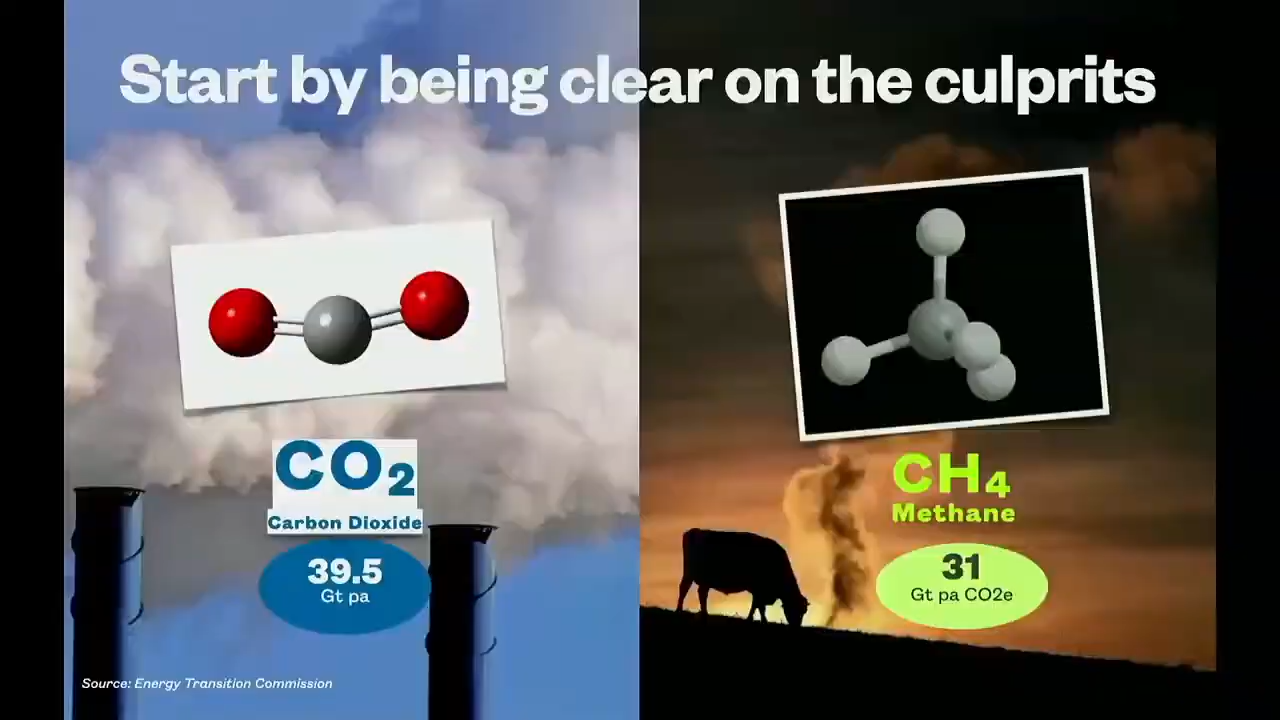 Start by being clear on the culprits
CO₂
Carbon Dioxide
39.5
Gt pa
CH₄
Methane
31
Gt pa CO2e
Source: Energy Transition Commission